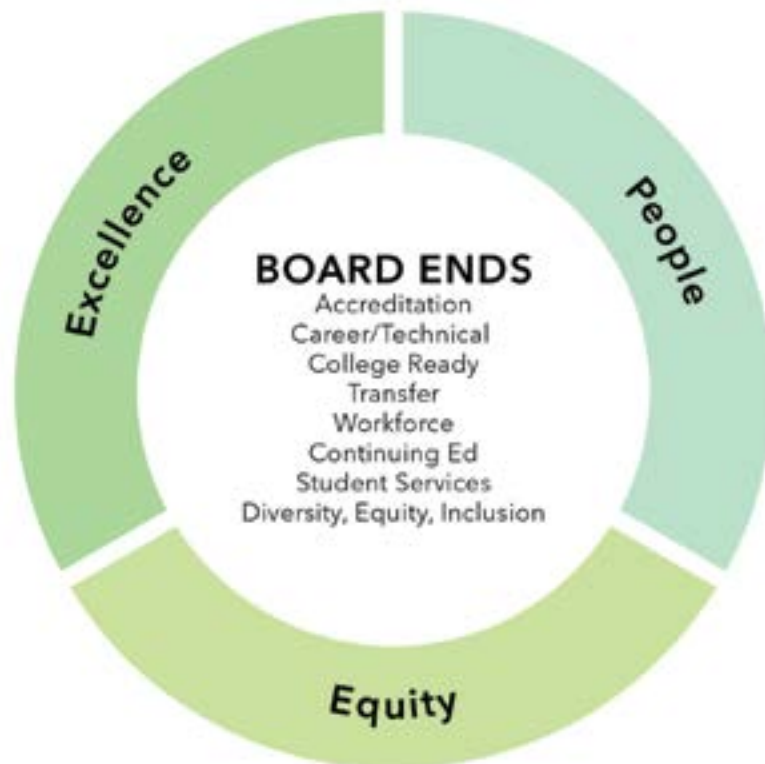 Excellence
People
BOARD ENDS
Accreditation
Career/Technical
College Ready
Transfer
Workforce
Continuing Ed
Student Services
Diversity, Equity, Inclusion
Equity